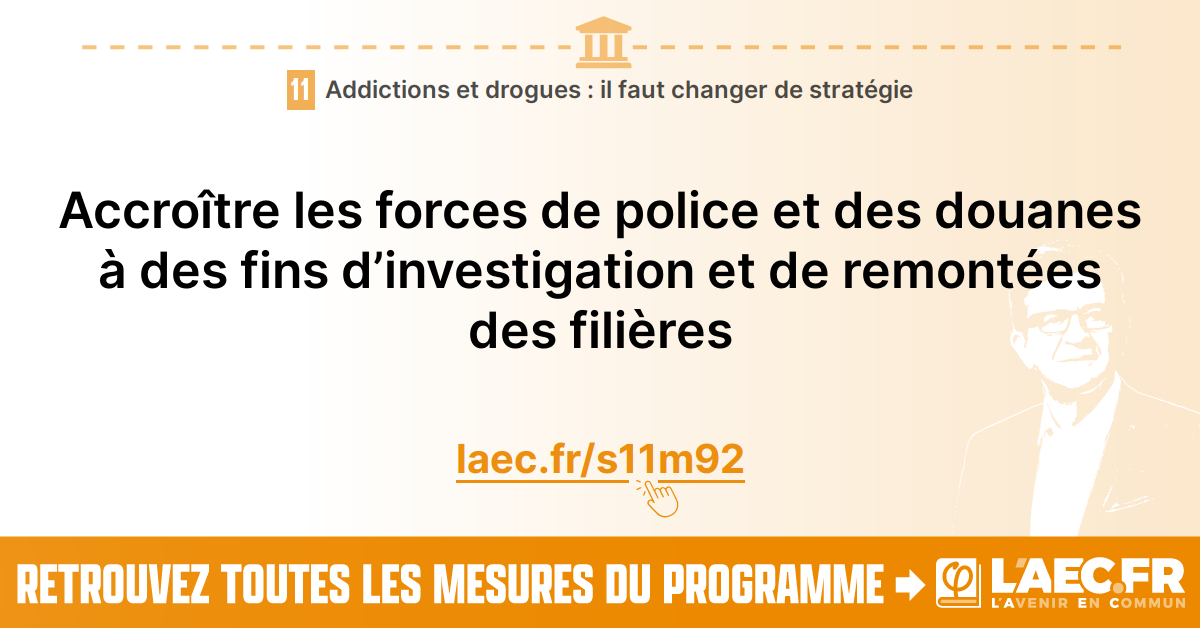 11 Addictions et drogues : il faut changer de stratégie
Accroître les forces de police et des douanes
à des fins d’investigation et de remontées
des filières
laec.fr/s11m92
RETROUVEZ TOUTES LES MESURES DU PROGRAMME
φ
L'AEC.FR
L'AVENIR EN COMMUN